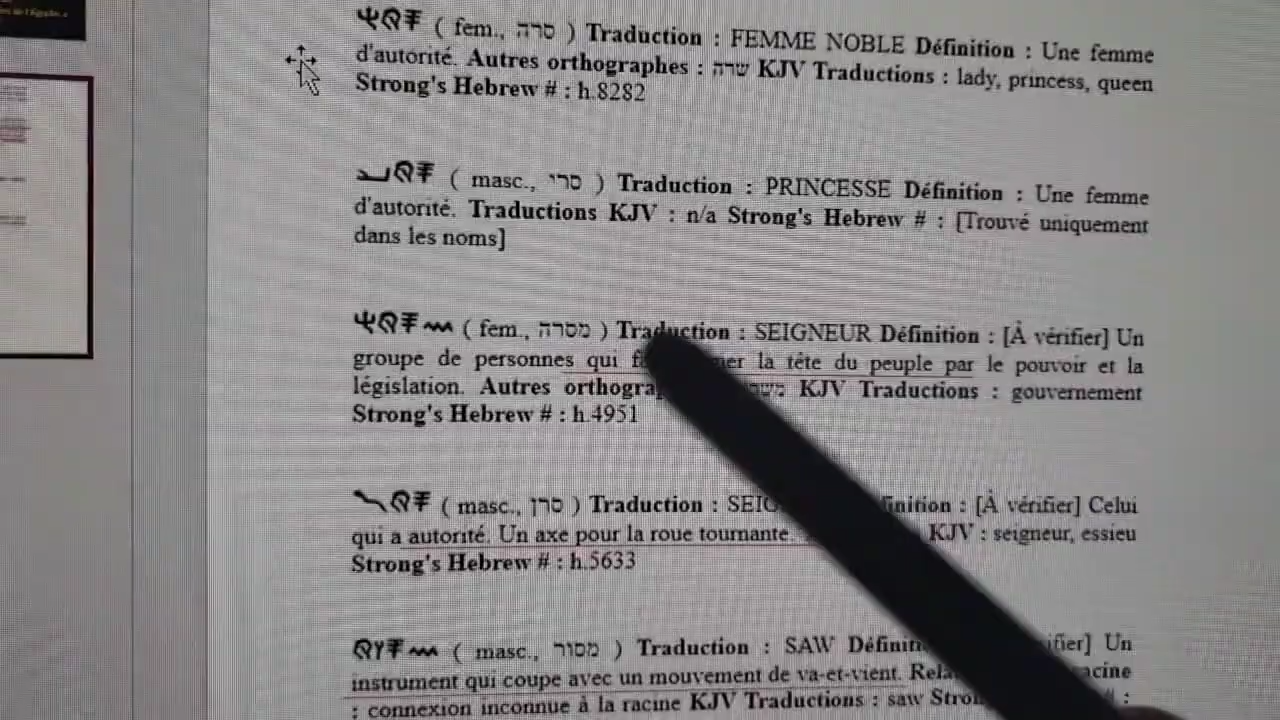 ( fem., סרה ) Traduction : FEMME NOBLE Définition : Une femme
d'autorité. Autres orthographes : שרה KJV Traductions : lady, princess, queen
Strong's Hebrew # : h.8282
( masc., סרי ) Traduction : PRINCESSE Définition : Une femme
d'autorité. Traductions KJV : n/a Strong's Hebrew # : [Trouvé uniquement
dans les noms]
( fem., מסרה ) Traduction : SEIGNEUR Définition : [À vérifier] Un
groupe de personnes qui la tête du peuple par le pouvoir et la
législation. Autres KJV Traductions : gouvernement
Strong's Hebrew # : h.4951
( masc., סרן ) Traduction : Définition : [À vérifier] Celui
qui a autorité. Un axe pour la roue tournante. KJV : seigneur, essieu
Strong's Hebrew # : h.5633
( masc., מסור ) Traduction : SAW Un
instrument qui coupe avec un mouvement de va-et-vient.
: connexion inconnue à la racine KJV Traductions : saw # :